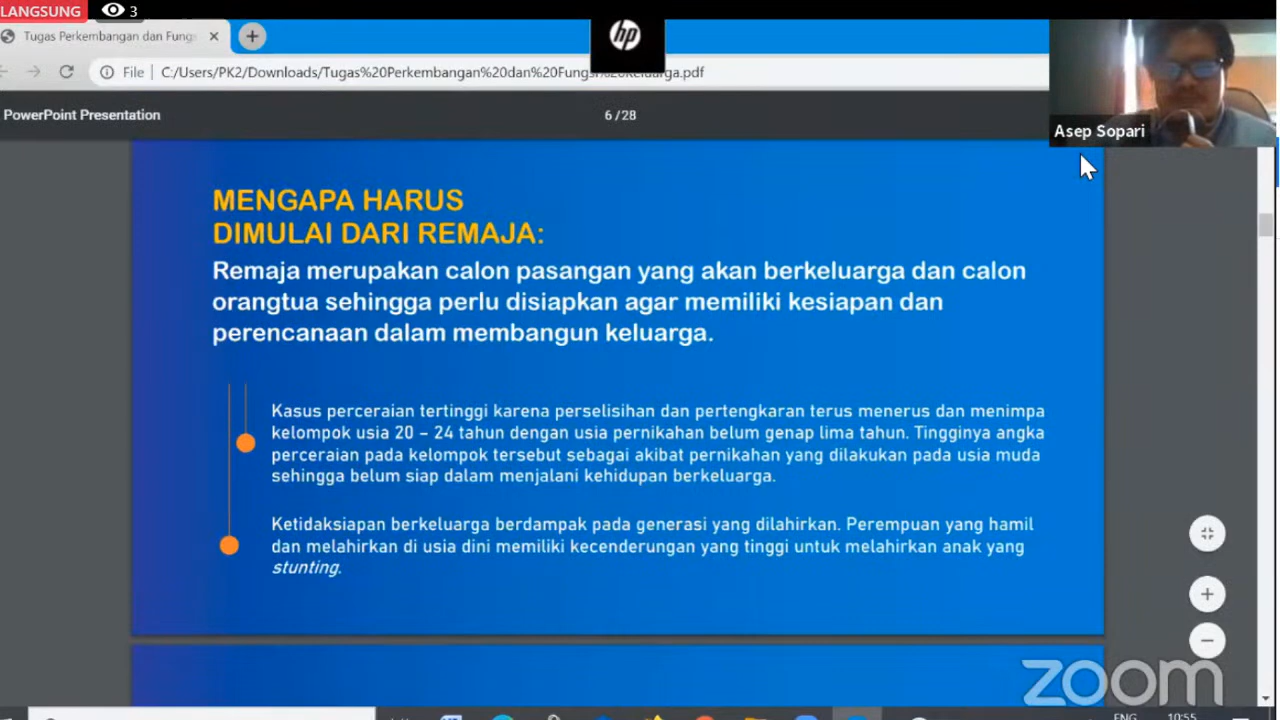 LANGSUNG 3
Tugas Perkembangan dan Fungs
hp
File C:/Users/PK2/Downloads/Tugas%20Perkembangan%20dan%20Fungsi%20Keluarga.pdf
PowerPoint Presentation
6 / 28
Asep Sopari
MENGAPA HARUS
DIMULAI DARI REMAJA:
Remaja merupakan calon pasangan yang akan berkeluarga dan calon
orangtua sehingga perlu disiapkan agar memiliki kesiapan dan
perencanaan dalam membangun keluarga.
Kasus perceraian tertinggi karena perselisihan dan pertengkaran terus menerus dan menimpa
kelompok usia 20 – 24 tahun dengan usia pernikahan belum genap lima tahun. Tingginya angka
perceraian pada kelompok tersebut sebagai akibat pernikahan yang dilakukan pada usia muda
sehingga belum siap dalam menjalani kehidupan berkeluarga.
Ketidaksiapan berkeluarga berdampak pada generasi yang dilahirkan. Perempuan yang hamil
dan melahirkan di usia dini memiliki kecenderungan yang tinggi untuk melahirkan anak yang
stunting.
zoom
ENG 10:55